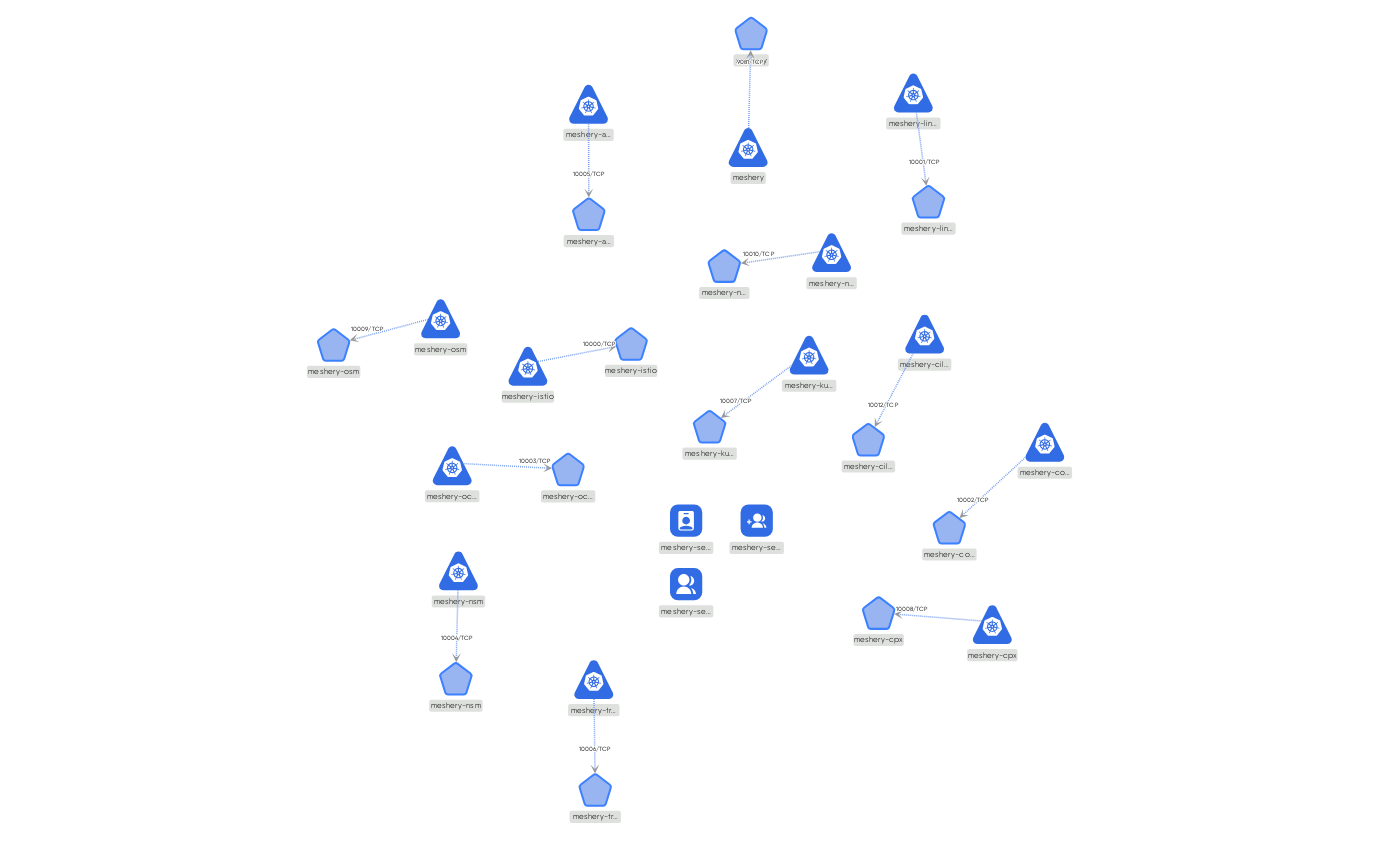 meshery-a...
10005/TCP
meshery-a...
meshery
meshery-lin...
10001/TCP
meshery-lin...
10010/TCP
meshery-n...
meshery-n...
10009/TCP
meshery-osm
meshery-osm
10000/TCP
meshery-istio
meshery-istio
meshery-ku...
10007/TCP
meshery-ku...
meshery-cil...
10012/TCP
meshery-cil...
10003/TCP
meshery-oc...
meshery-oc...
meshery-co...
10002/TCP
meshery-co...
meshery-se...
meshery-se...
meshery-se...
meshery-nsm
10004/TCP
meshery-nsm
10008/TCP
meshery-cpx
meshery-cpx
meshery-fr...
10006/TCP
meshery-fr...